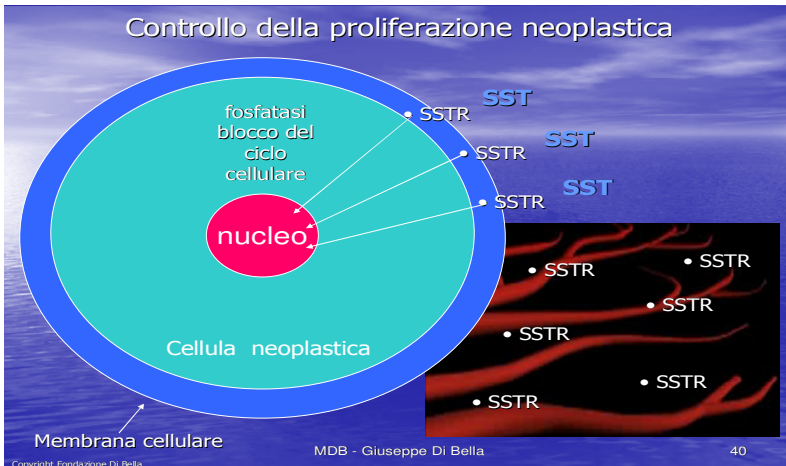 Controllo della proliferazione neoplastica
fosfatasi
blocco del
ciclo
cellulare
SSTR
SST
SSTR
SST
SSTR
SST
nucleo
Cellula neoplastica
Membrana cellulare
SSTR
SSTR
SSTR
SSTR
SSTR
SSTR
MDB - Giuseppe Di Bella
40
Copyright Fondazione Di Bella